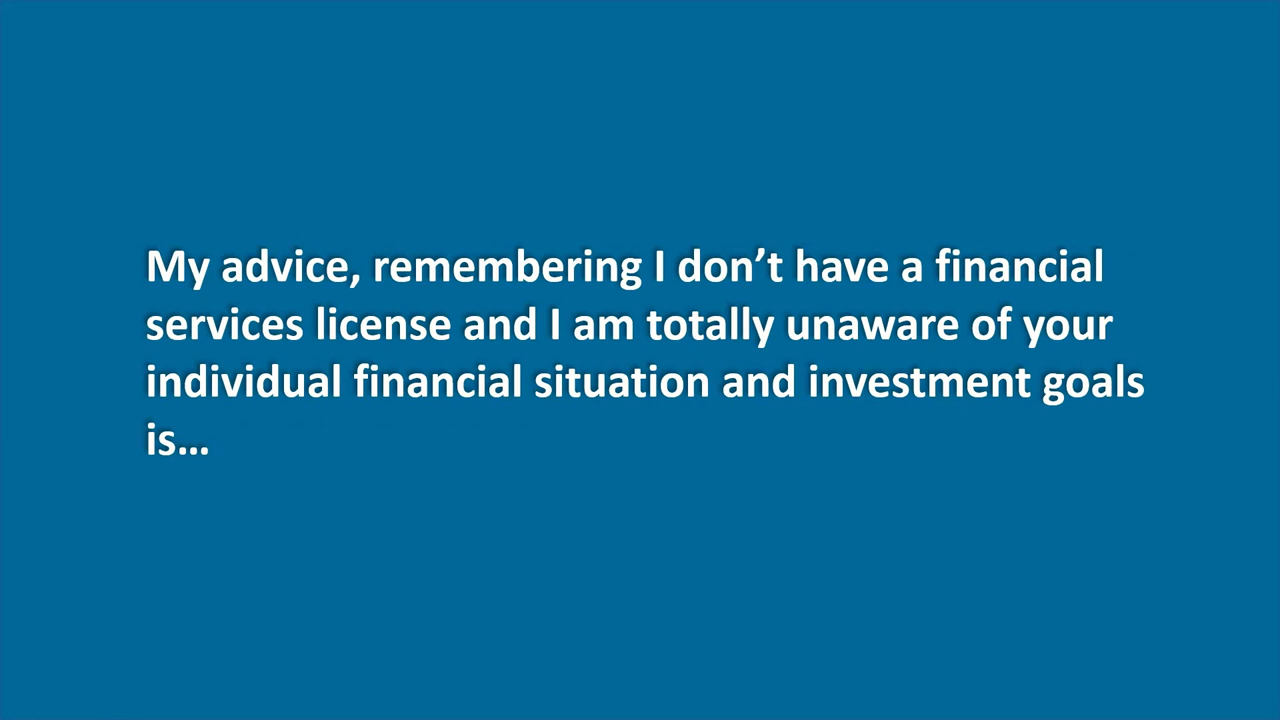 My advice, remembering I don’t have a financial
services license and I am totally unaware of your
individual financial situation and investment goals
is…